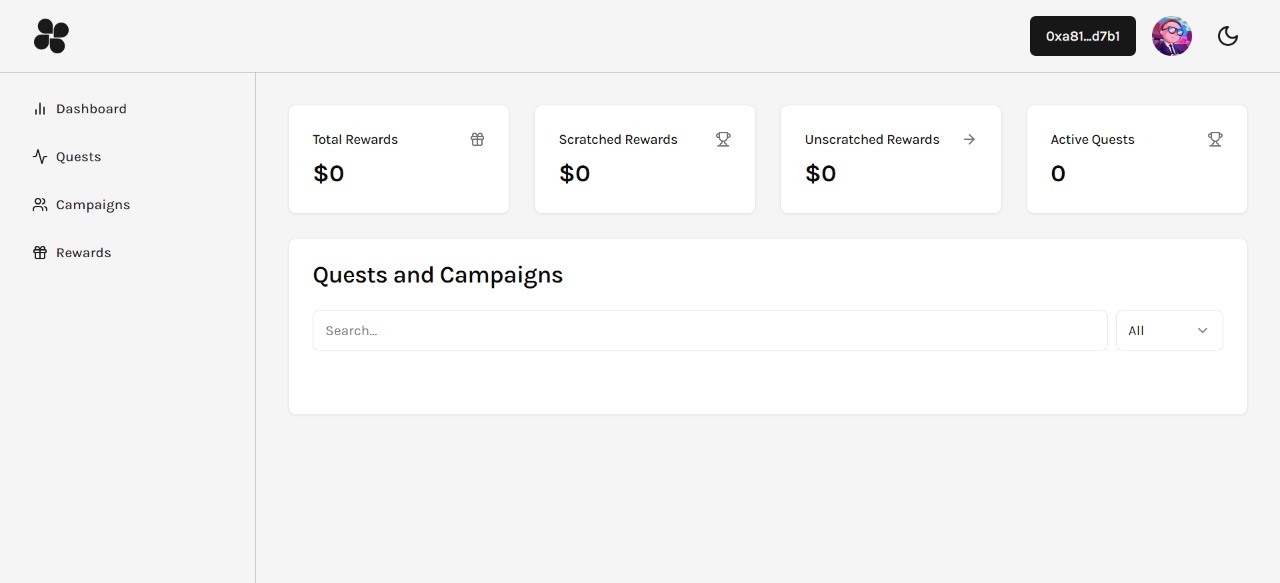 0xa81...d7b1
Dashboard
Quests
Campaigns
Rewards
Total Rewards
$0
Scratched Rewards
$0
Unscratched Rewards
$0
Active Quests
0
Quests and Campaigns
Search...
All